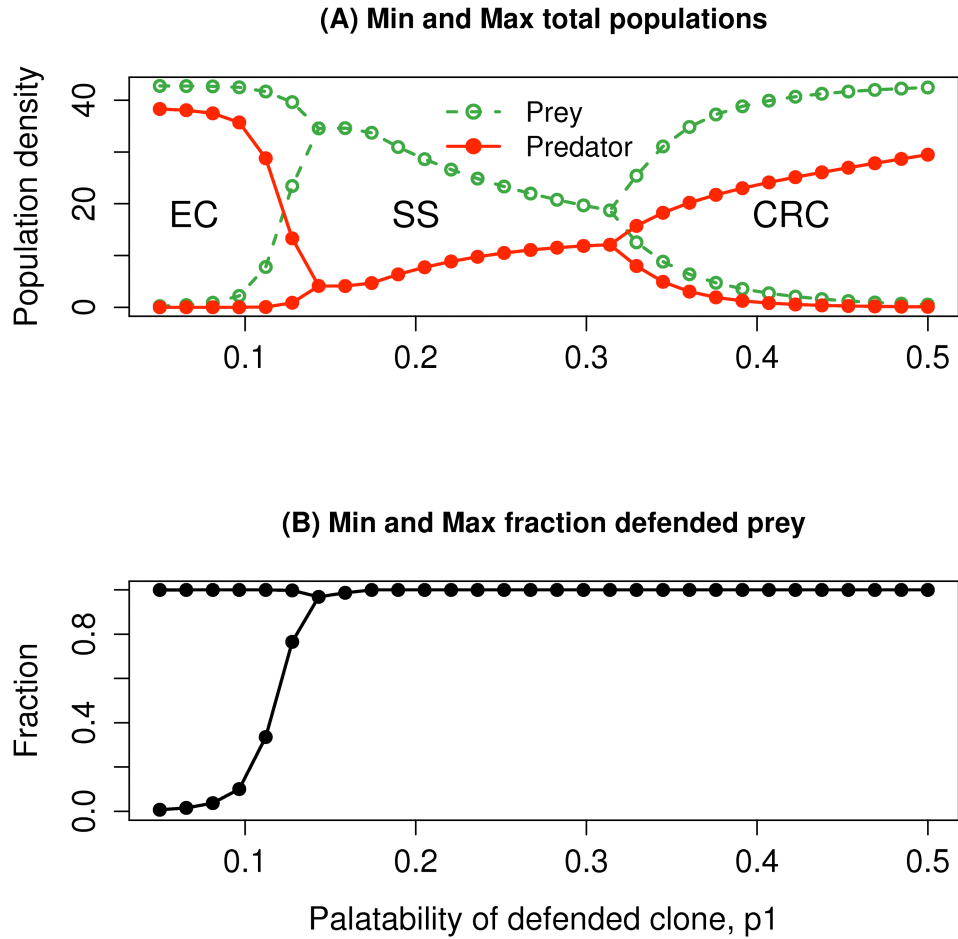 (A) Min and Max total populations
Population density
40
20
0
Prey
Predator
EC
SS
CRC
0.1 0.2 0.3 0.4 0.5
(B) Min and Max fraction defended prey
Fraction
0.8
0.4
0.0
0.1 0.2 0.3 0.4 0.5
Palatability of defended clone, p1